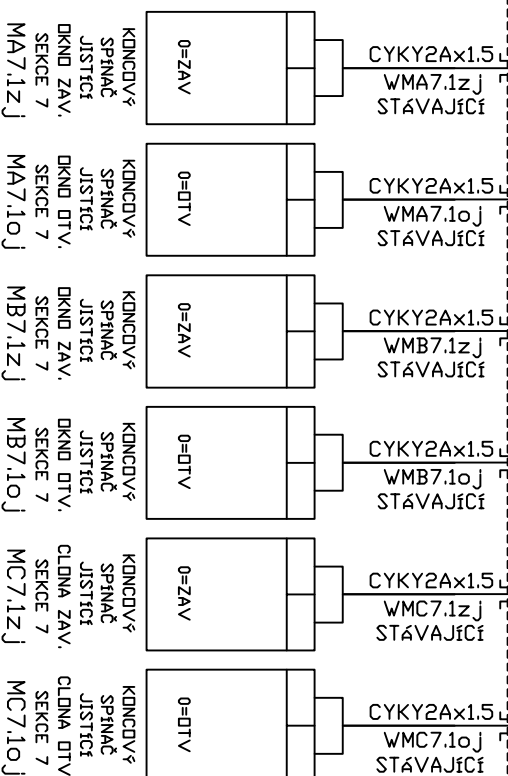 CYKY2Ax1.5
WMA7.1zj
STÁVAJÍCÍ
0=ZAV
KONCOVÝ
SPÍNAČ
JISTÍCÍ
OKNO ZAV.
SEKCE 7
MA7.1zj
CYKY2Ax1.5
WMA7.1oj
STÁVAJÍCÍ
0=OTV
KONCOVÝ
SPÍNAČ
JISTÍCÍ
OKNO OTV.
SEKCE 7
MA7.1oj
CYKY2Ax1.5
WMB7.1zj
STÁVAJÍCÍ
0=ZAV
KONCOVÝ
SPÍNAČ
JISTÍCÍ
OKNO ZAV.
SEKCE 7
MB7.1zj
CYKY2Ax1.5
WMB7.1oj
STÁVAJÍCÍ
0=OTV
KONCOVÝ
SPÍNAČ
JISTÍCÍ
OKNO OTV.
SEKCE 7
MB7.1oj
CYKY2Ax1.5
WMC7.1zj
STÁVAJÍCÍ
0=ZAV
KONCOVÝ
SPÍNAČ
JISTÍCÍ
CLONA ZAV.
SEKCE 7
MC7.1zj
CYKY2Ax1.5
WMC7.1oj
STÁVAJÍCÍ
0=OTV
KONCOVÝ
SPÍNAČ
JISTÍCÍ
CLONA OTV
SEKCE 7
MC7.1oj